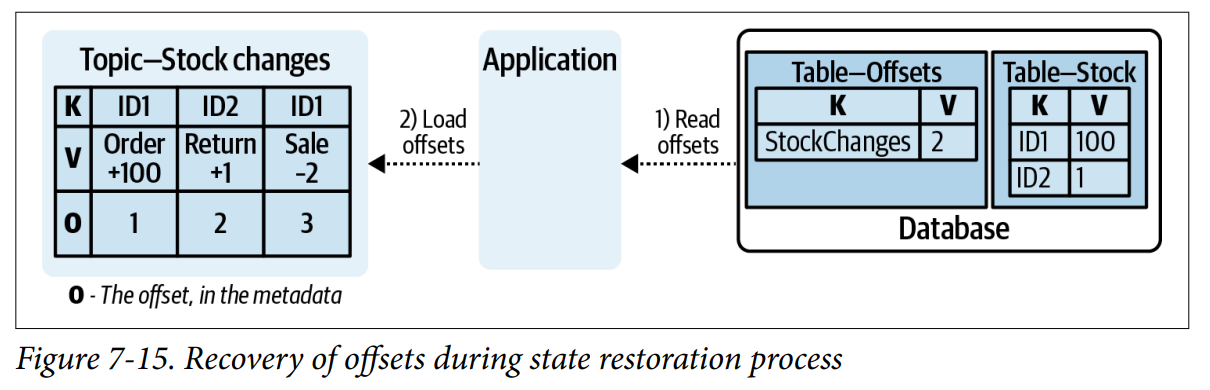 Topic—Stock changes
K ID1 ID2 ID1
V Order +100 Return +1 Sale –2
O 1 2 3
O - The offset, in the metadata
2) Load offsets
Application
1) Read offsets
Table—Offsets
K V
StockChanges 2
Table—Stock
K V
ID1 100
ID2 1
Database
Figure 7-15. Recovery of offsets during state restoration process